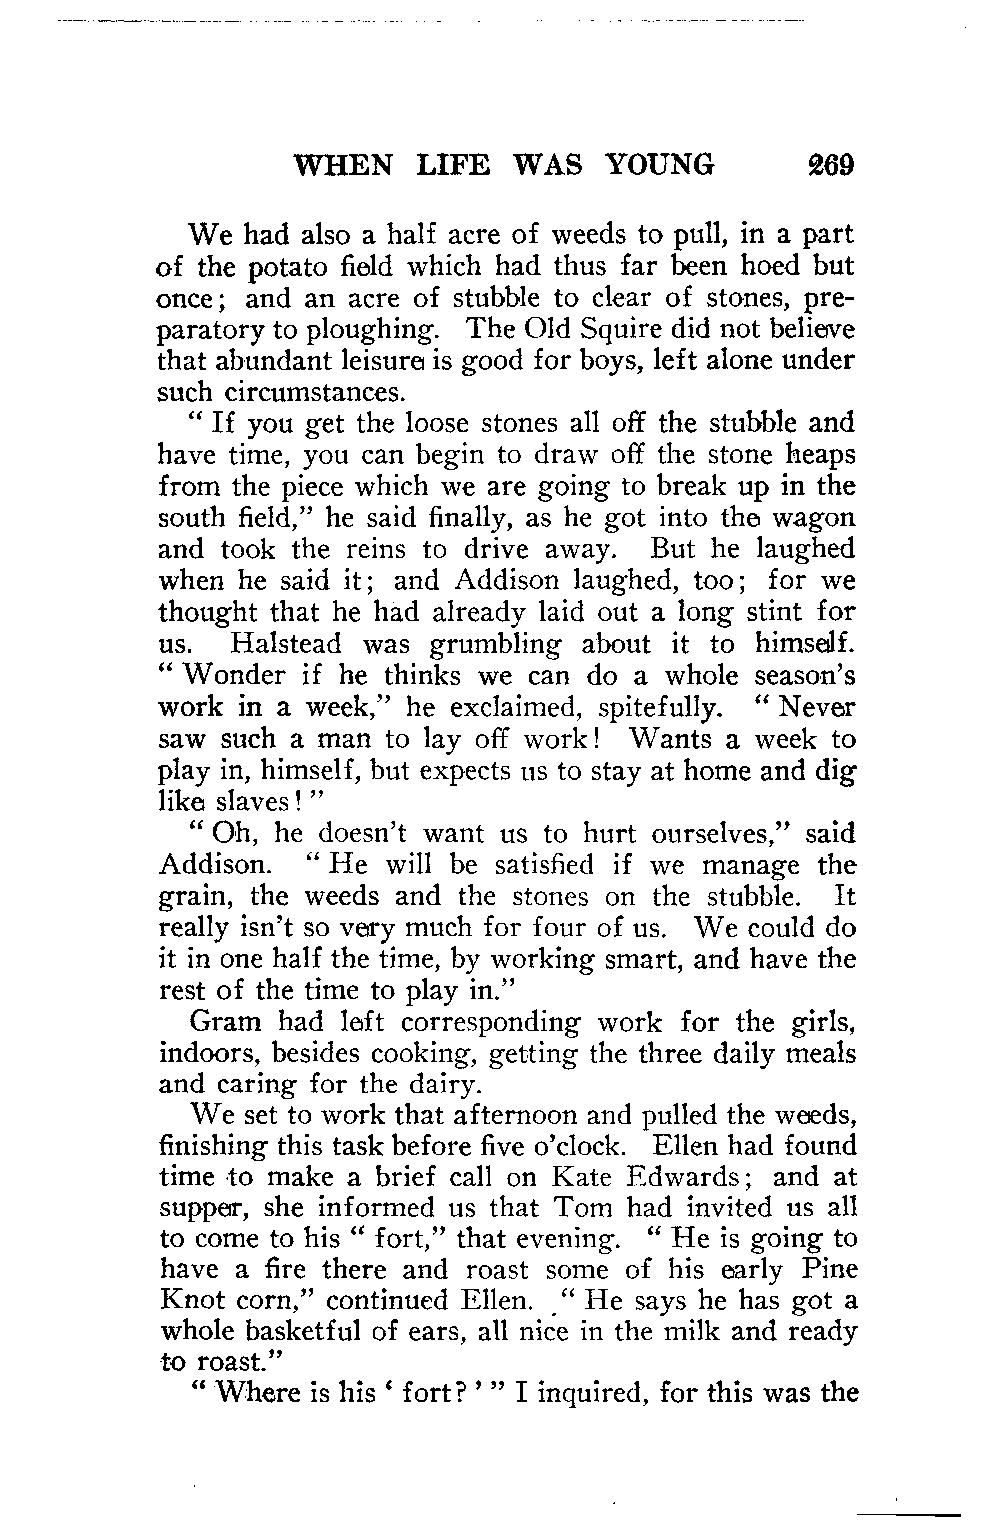 WHEN LIFE WAS YOUNG 269
We had also a half acre of weeds to pull, in a part
of the potato field which had thus far been hoed but
once; and an acre of stubble to clear of stones, pre-
paratory to ploughing. The Old Squire did not believe
that abundant leisure is good for boys, left alone under
such circumstances.
“ If you get the loose stones all off the stubble and
have time, you can begin to draw off the stone heaps
from the piece which we are going to break up in the
south field,” he said finally, as he got into the wagon
and took the reins to drive away. But he laughed
when he said it; and Addison laughed, too; for we
thought that he had already laid out a long stint for
us. Halstead was grumbling about it to himself.
“ Wonder if he thinks we can do a whole season’s
work in a week,” he exclaimed, spitefully. “ Never
saw such a man to lay off work! Wants a week to
play in, himself, but expects us to stay at home and dig
like slaves! ”
“ Oh, he doesn’t want us to hurt ourselves,” said
Addison. “ He will be satisfied if we manage the
grain, the weeds and the stones on the stubble. It
really isn’t so very much for four of us. We could do
it in one half the time, by working smart, and have the
rest of the time to play in.”
Gram had left corresponding work for the girls,
indoors, besides cooking, getting the three daily meals
and caring for the dairy.
We set to work that afternoon and pulled the weeds,
finishing this task before five o’clock. Ellen had found
time to make a brief call on Kate Edwards; and at
supper, she informed us that Tom had invited us all
to come to his “ fort,” that evening. “ He is going to
have a fire there and roast some of his early Pine
Knot corn,” continued Ellen. “ He says he has got a
whole basketful of ears, all nice in the milk and ready
to roast.”
“ Where is his ‘ fort? ’ ” I inquired, for this was the